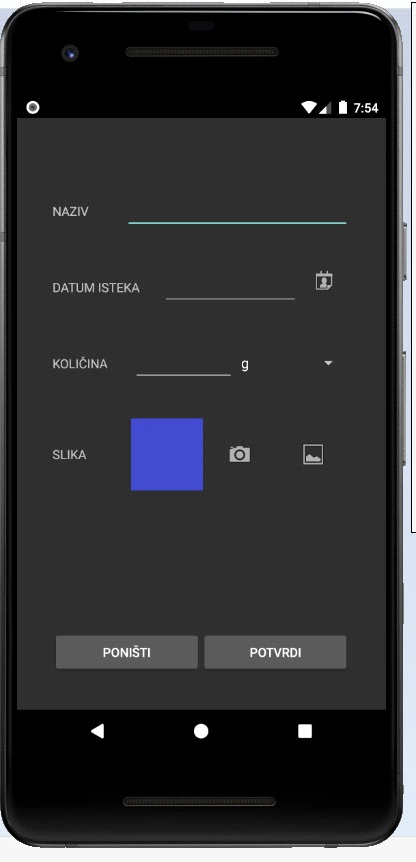 7:54
NAZIV
DATUM ISTEKA
KOLIČINA g
SLIKA
PONIŠTI POTVRDI